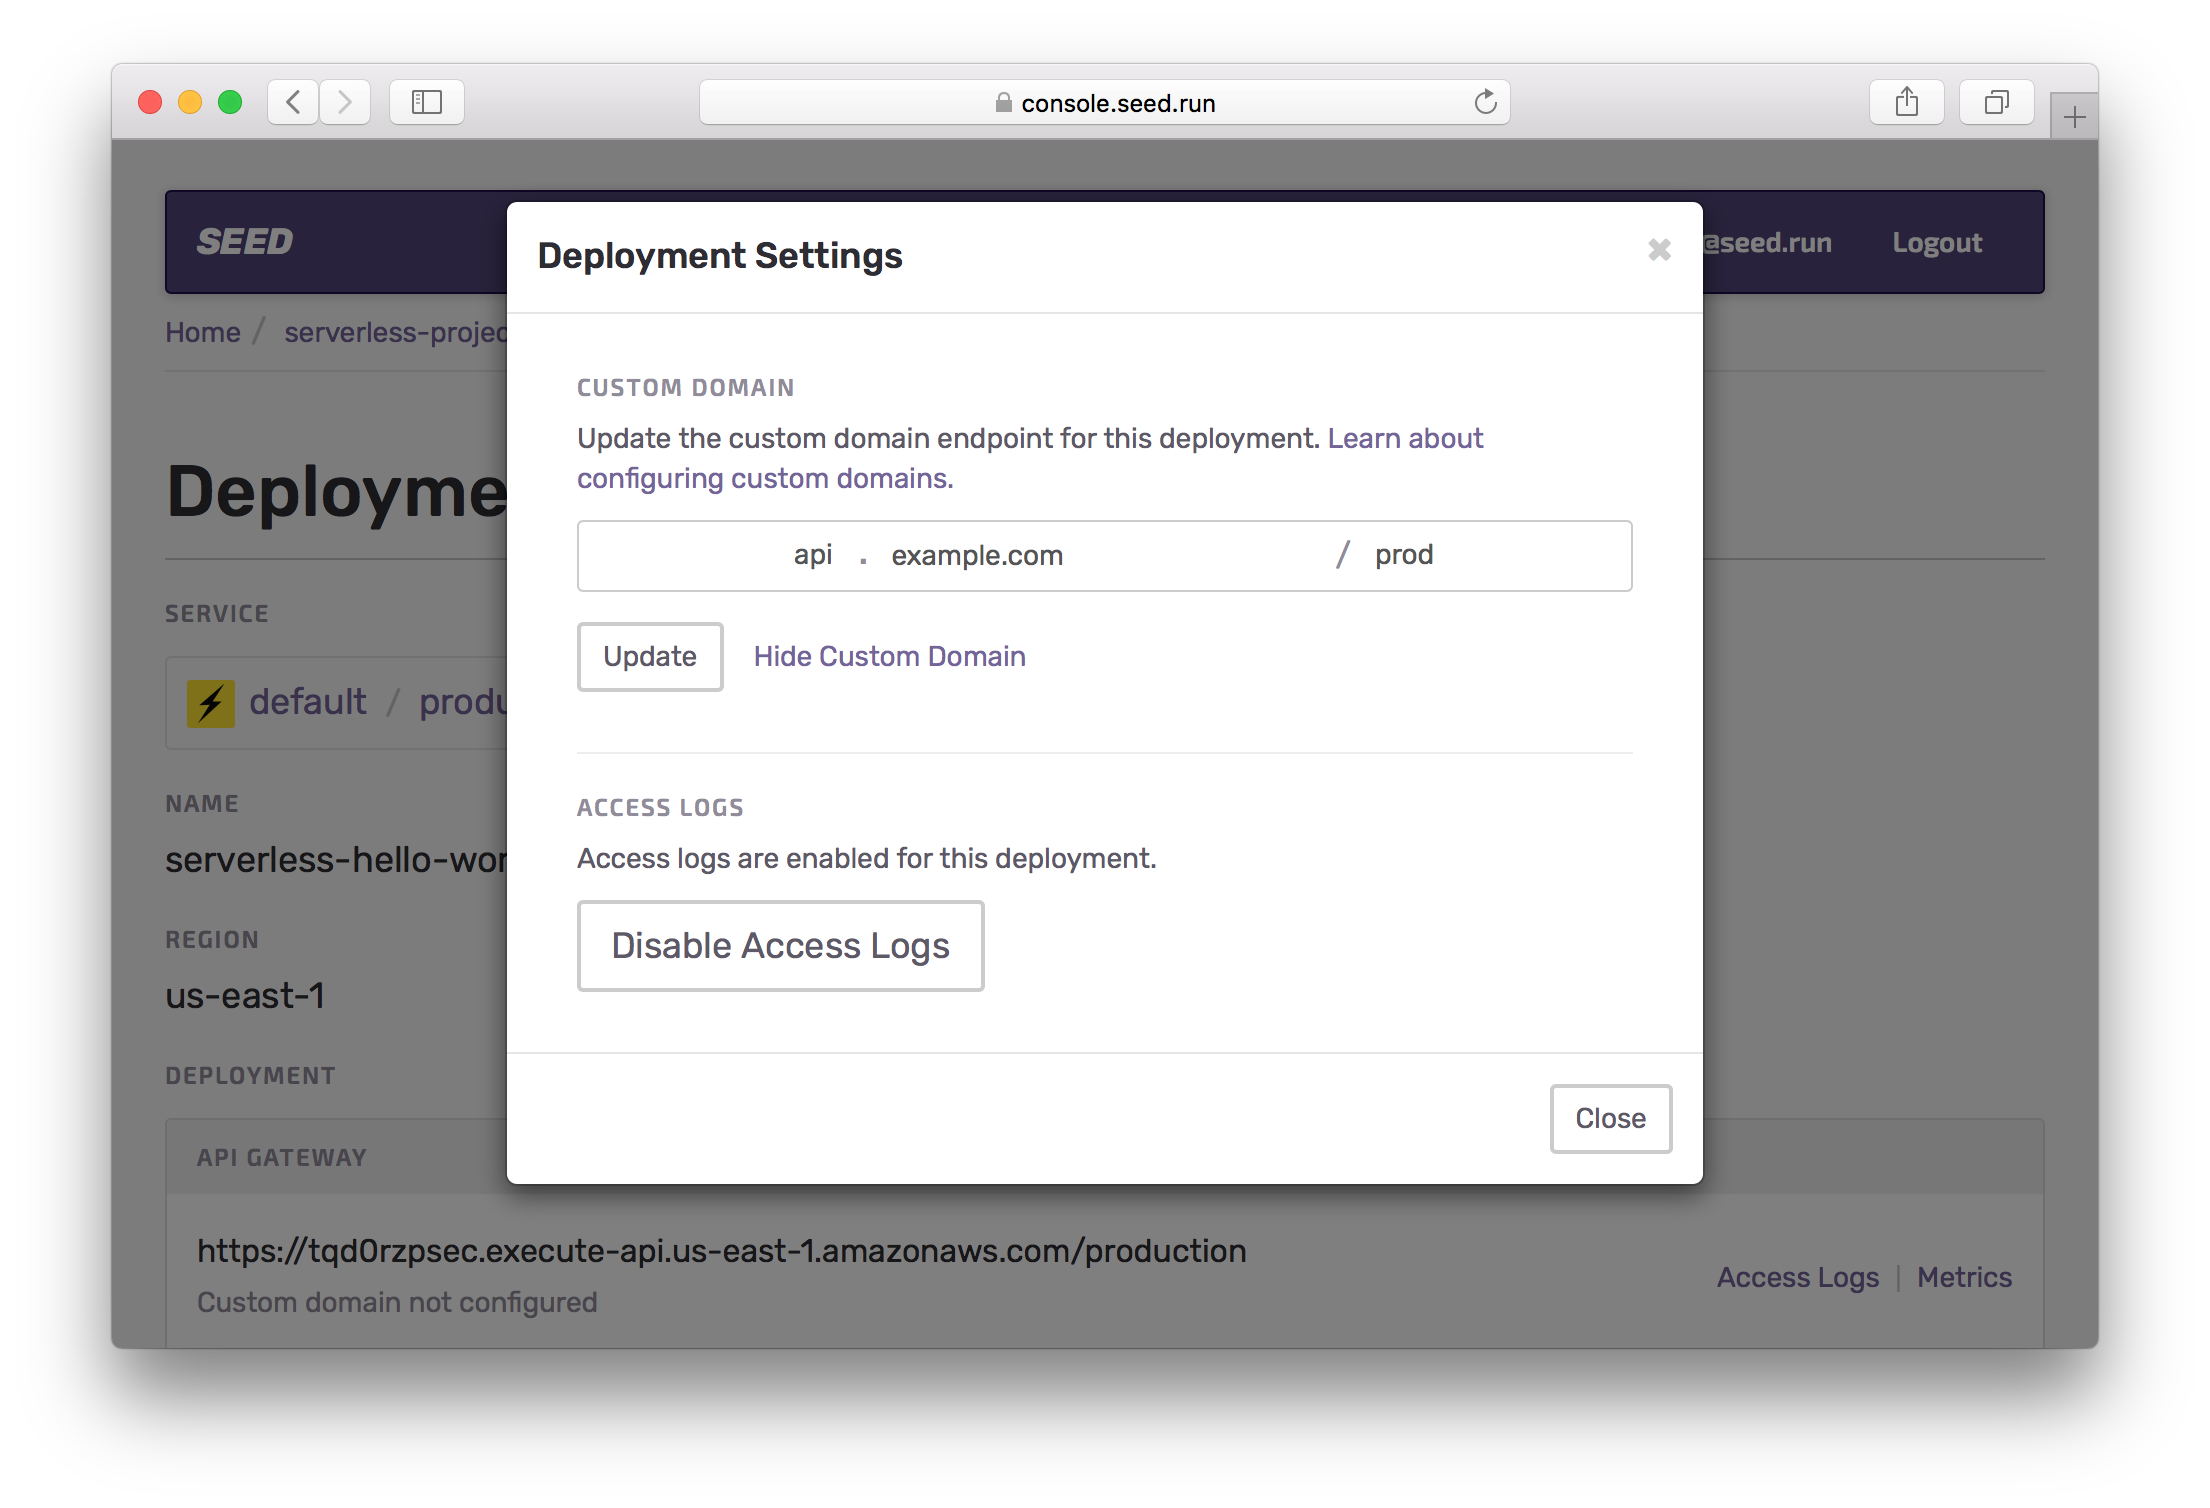 console.seed.run
SEED
@seed.run Logout
Home / serverless-projec
Deployme
SERVICE
default / produ
NAME
serverless-hello-wor
REGION
us-east-1
DEPLOYMENT
API GATEWAY
https://tqd0rzpsec.execute-api.us-east-1.amazonaws.com/production
Custom domain not configured
Access Logs | Metrics
Deployment Settings
CUSTOM DOMAIN
Update the custom domain endpoint for this deployment. Learn about
configuring custom domains.
api . example.com / prod
Update Hide Custom Domain
ACCESS LOGS
Access logs are enabled for this deployment.
Disable Access Logs
Close